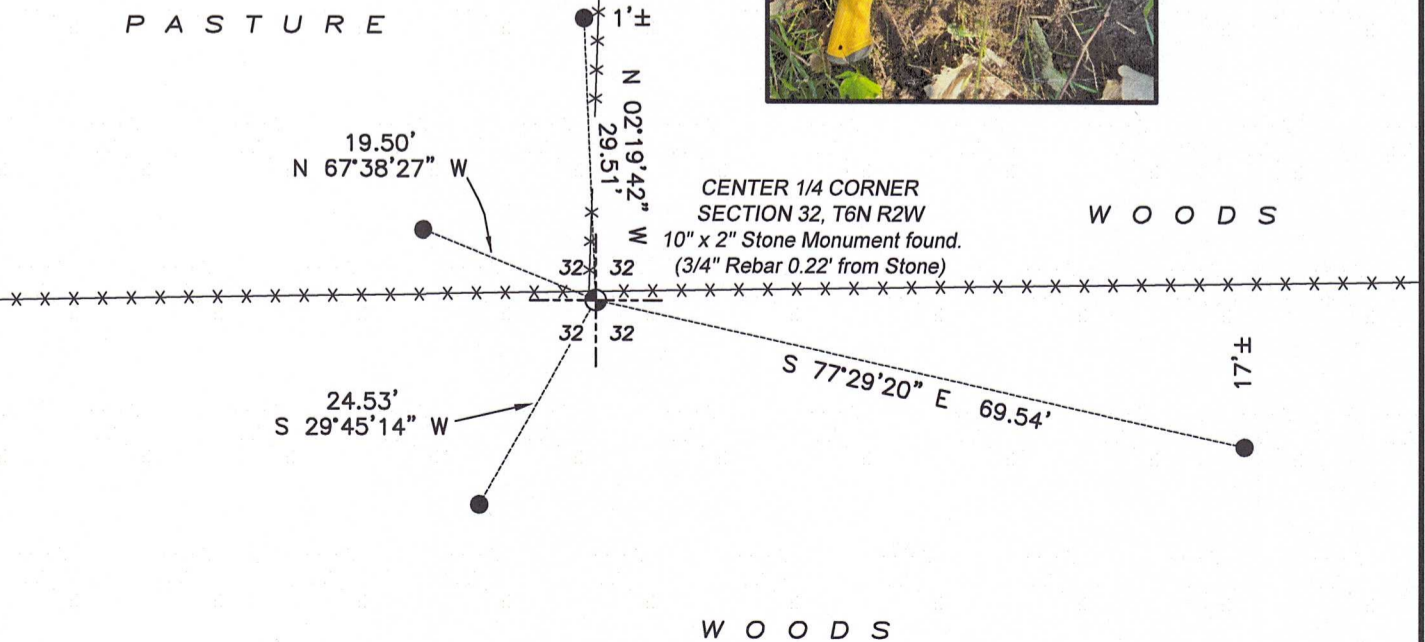 PASTURE
1'±
N 02°19'42" W
29.51'
19.50'
N 67°38'27" W
CENTER 1/4 CORNER
SECTION 32, T6N R2W
10" x 2" Stone Monument found.
(3/4" Rebar 0.22' from Stone)
WOODS
32 32
32 32
17'±
S 77°29'20" E 69.54'
24.53'
S 29°45'14" W
WOODS